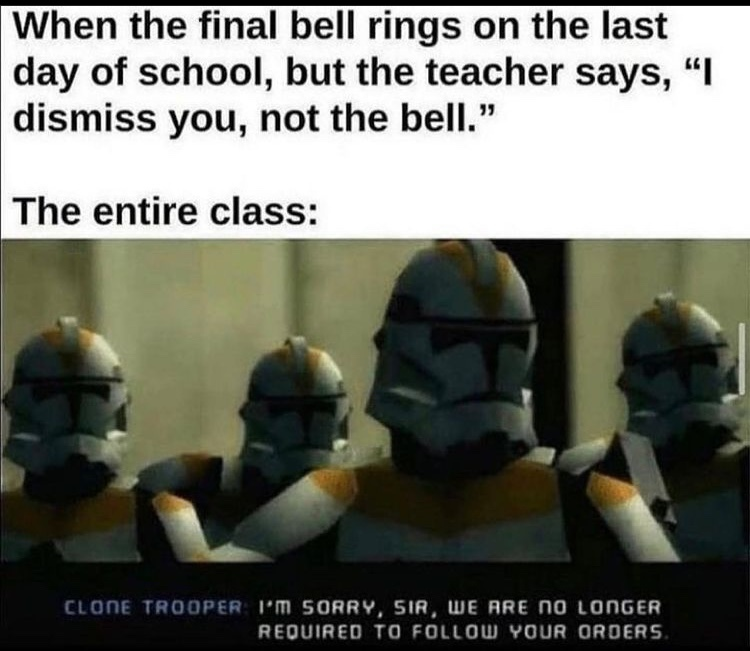 When the final bell rings on the last
day of school, but the teacher says, “I
dismiss you, not the bell.”
The entire class:
CLONE TROOPER: I'M SORRY, SIR, WE ARE NO LONGER
REQUIRED TO FOLLOW YOUR ORDERS.